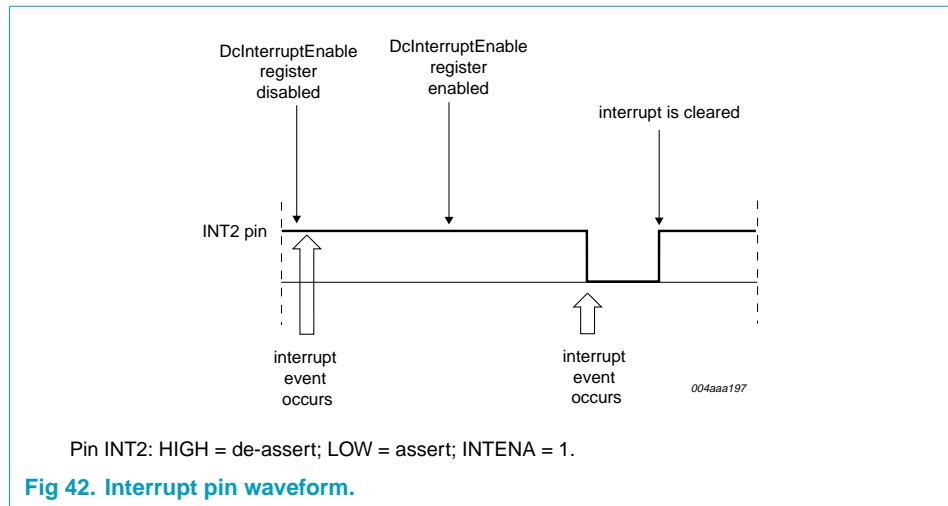 DcInterruptEnable
register
disabled
DcInterruptEnable
register
enabled
interrupt is cleared
INT2 pin
interrupt
event
occurs
interrupt
event
occurs
004aaa197
Pin INT2: HIGH = de-assert; LOW = assert; INTENA = 1.
Fig 42. Interrupt pin waveform.